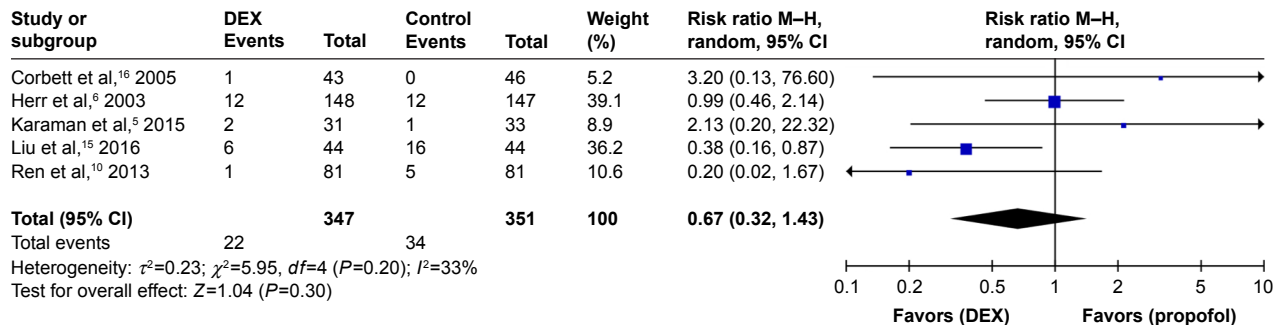 Study or subgroup DEX Events Total Control Events Total Weight (%) Risk ratio M–H, random, 95% CI Risk ratio M–H, random, 95% CI
Corbett et al,¹⁶ 2005 1 43 0 46 5.2 3.20 (0.13, 76.60)
Herr et al,⁶ 2003 12 148 12 147 39.1 0.99 (0.46, 2.14)
Karaman et al,⁵ 2015 2 31 1 33 8.9 2.13 (0.20, 22.32)
Liu et al,¹⁵ 2016 6 44 16 44 36.2 0.38 (0.16, 0.87)
Ren et al,¹⁰ 2013 1 81 5 81 10.6 0.20 (0.02, 1.67)
Total (95% CI) 347 351 100 0.67 (0.32, 1.43)
Total events 22 34
Heterogeneity: τ²=0.23; χ²=5.95, df=4 (P=0.20); I²=33%
Test for overall effect: Z=1.04 (P=0.30)
0.1 0.2 0.5 1 2 5 10
Favors (DEX) Favors (propofol)